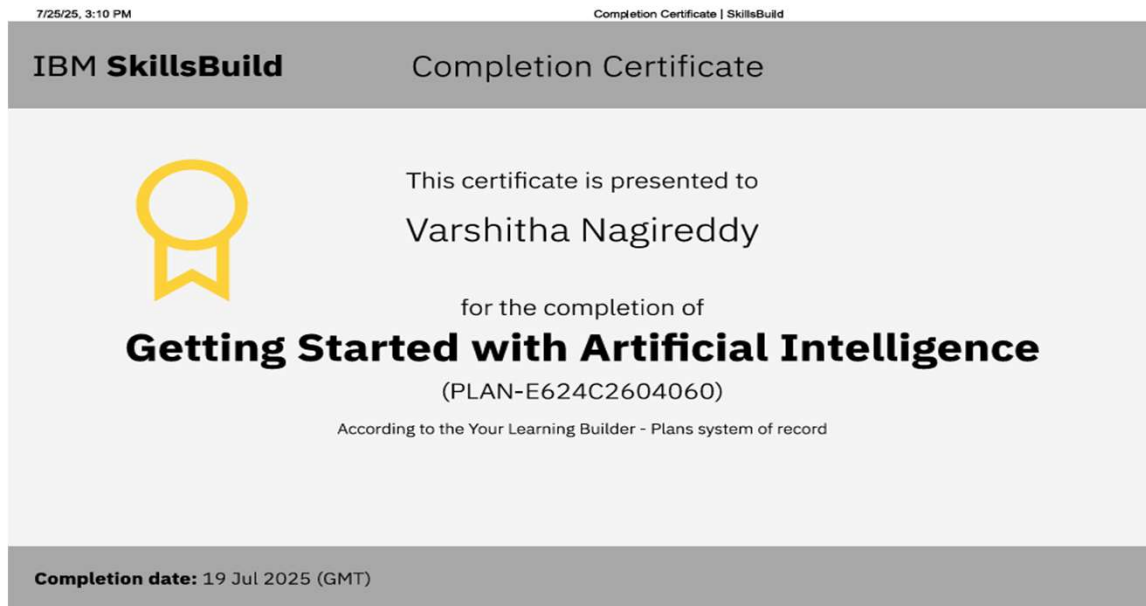 7/25/25, 3:10 PM Completion Certificate | SkillsBuild
IBM SkillsBuild Completion Certificate
This certificate is presented to
Varshitha Nagireddy
for the completion of
Getting Started with Artificial Intelligence
(PLAN-E624C2604060)
According to the Your Learning Builder - Plans system of record
Completion date: 19 Jul 2025 (GMT)